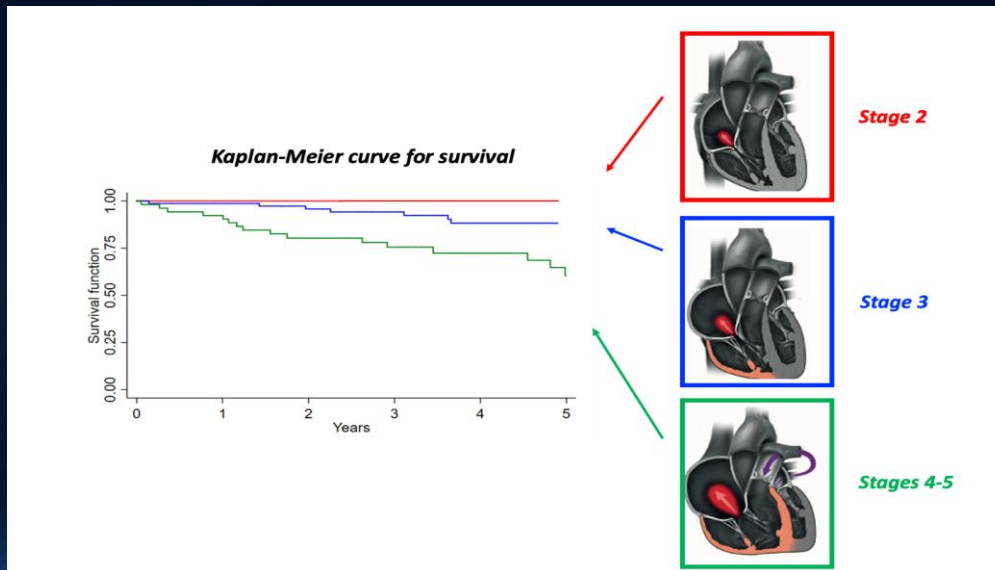 Stage 2
Kaplan-Meier curve for survival
Survival function
1.00
0.75
0.50
0.25
0.00
0 1 2 3 4 5
Years
Stage 3
Stages 4-5